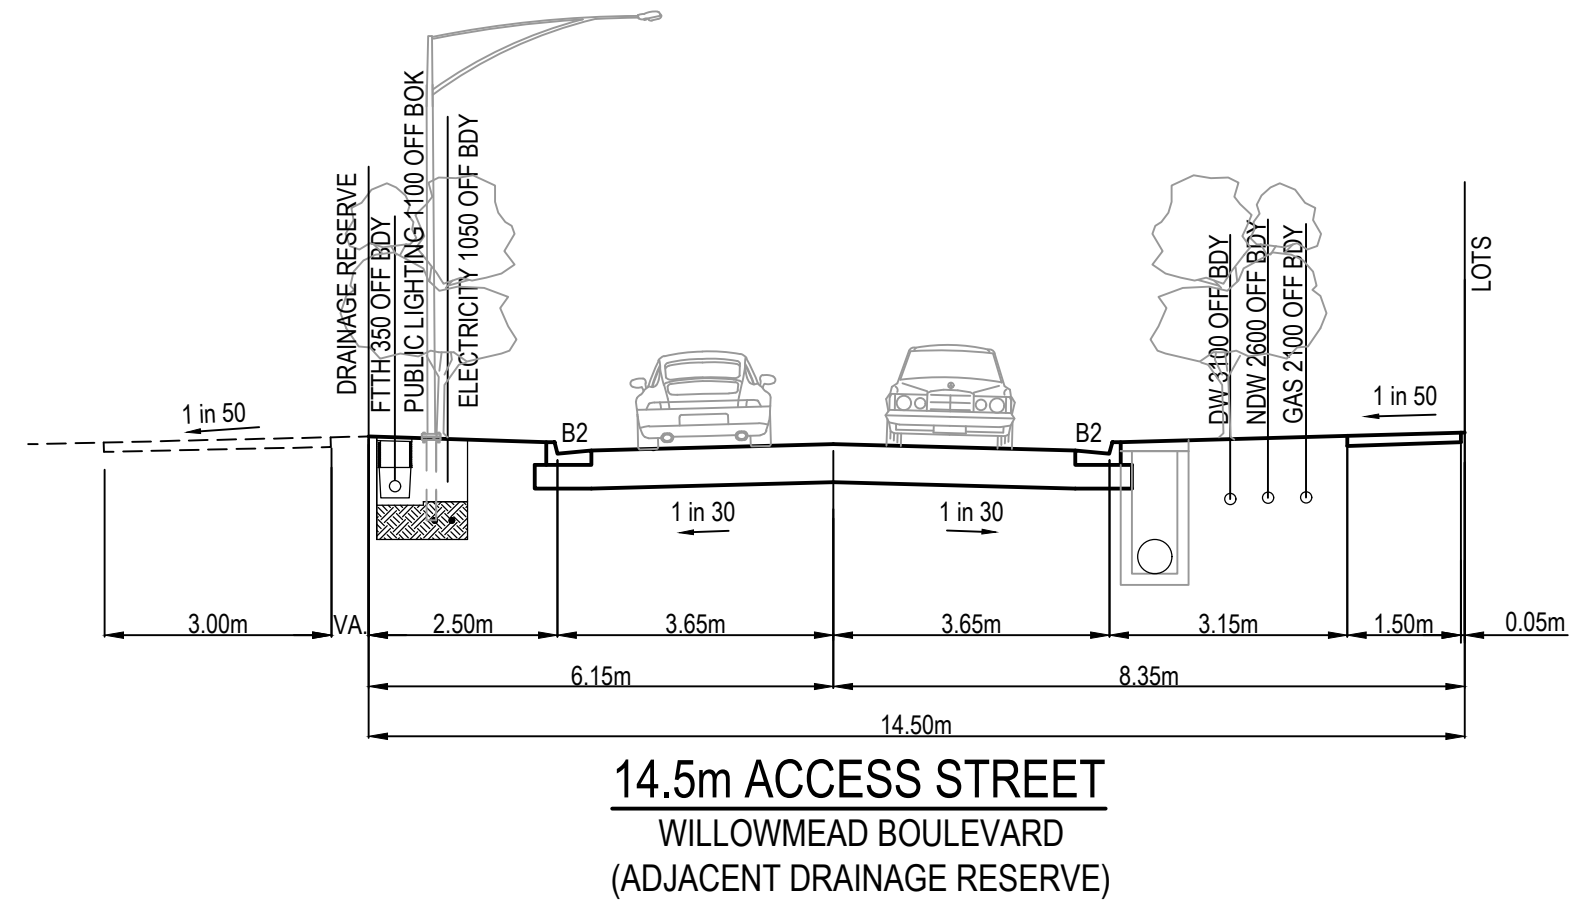 DRAINAGE RESERVE
FTTH 350 OFF BDY
PUBLIC LIGHTING 1100 OFF BOK
ELECTRICITY 1050 OFF BDY
DW 3100 OFF BDY
NDW 2600 OFF BDY
GAS 2100 OFF BDY
LOTS
1 in 50
1 in 50
B2
B2
1 in 30
1 in 30
3.00m
VA.
2.50m
3.65m
3.65m
3.15m
1.50m
0.05m
6.15m
8.35m
14.50m
14.5m ACCESS STREET
WILLOWMEAD BOULEVARD
(ADJACENT DRAINAGE RESERVE)